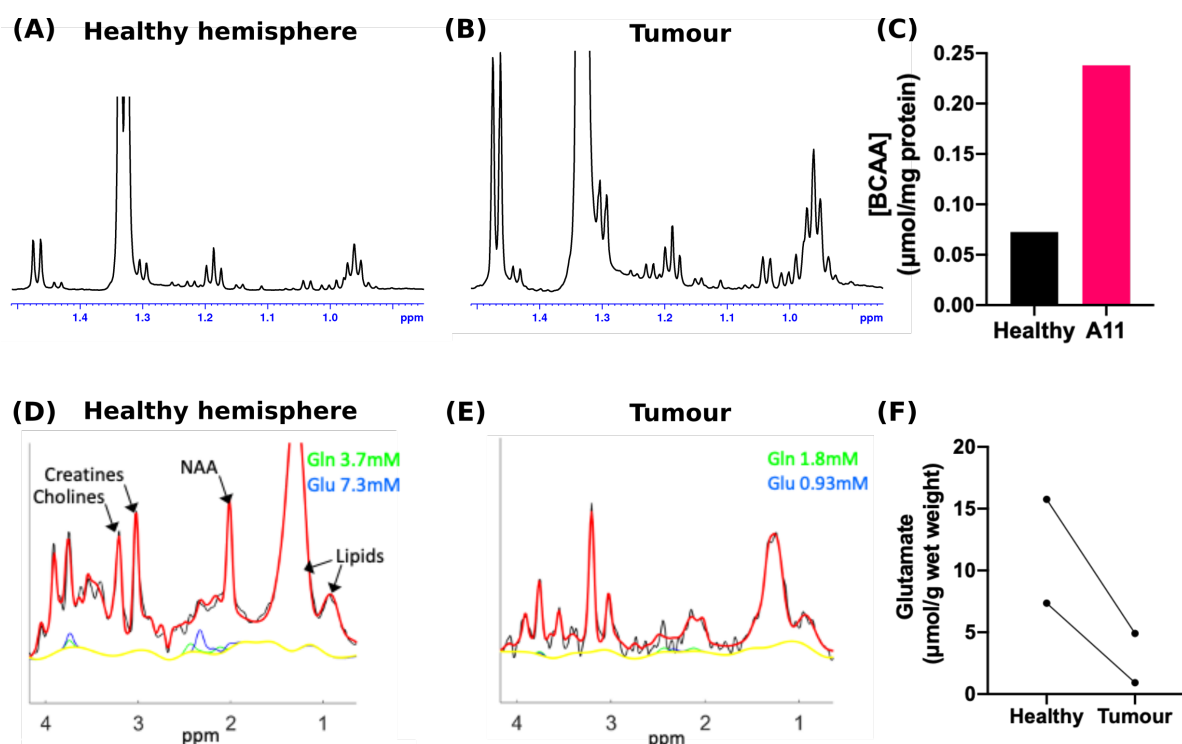 (A) Healthy hemisphere
1.4 1.3 1.2 1.1 1.0 ppm
(B) Tumour
1.4 1.3 1.2 1.1 1.0 ppm
(C)
[BCAA]
(μmol/mg protein)
0.25
0.20
0.15
0.10
0.05
0.00
Healthy A11
(D) Healthy hemisphere
Creatines
Cholines
NAA
Gln 3.7mM
Glu 7.3mM
Lipids
4 3 2 1
ppm
(E) Tumour
Gln 1.8mM
Glu 0.93mM
4 3 2 1
ppm
(F)
Glutamate
(μmol/g wet weight)
20
15
10
5
0
Healthy Tumour